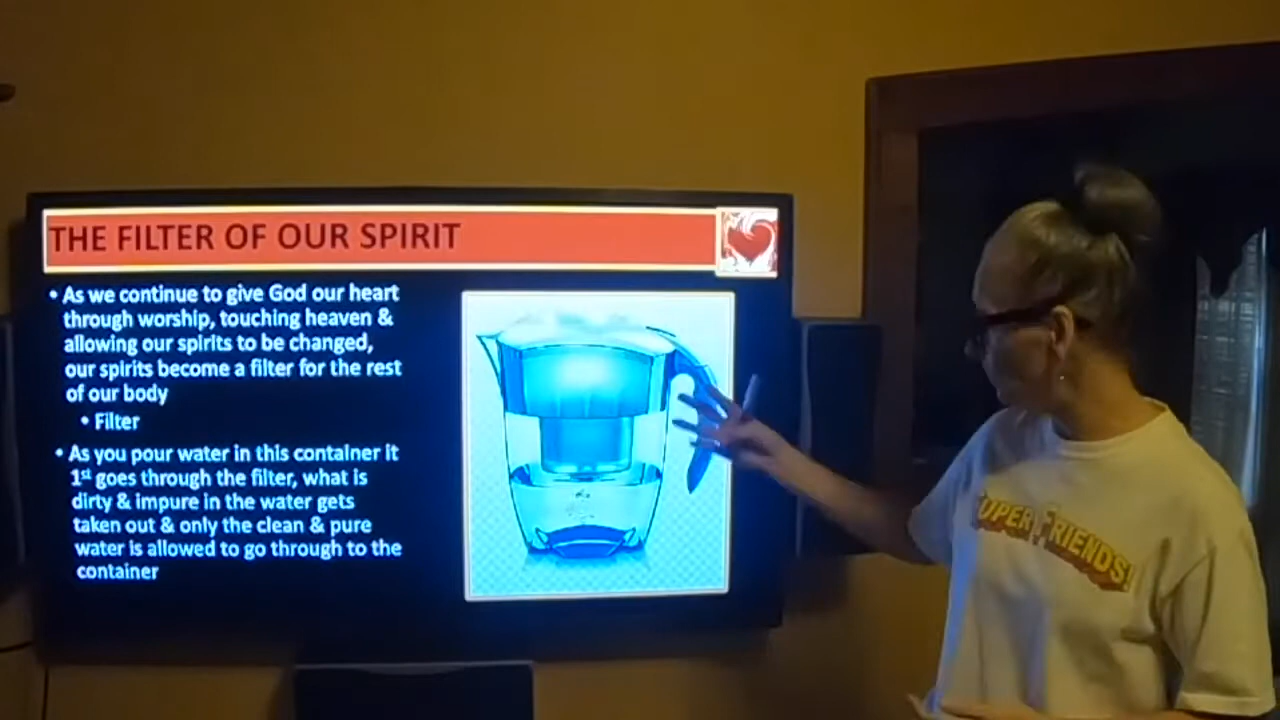 THE FILTER OF OUR SPIRIT
• As we continue to give God our heart
through worship, touching heaven &
allowing our spirits to be changed,
our spirits become a filter for the rest
of our body
• Filter
• As you pour water in this container it
1st goes through the filter, what is
dirty & impure in the water gets
taken out & only the clean & pure
water is allowed to go through to the
container
SUPER FRIENDS!